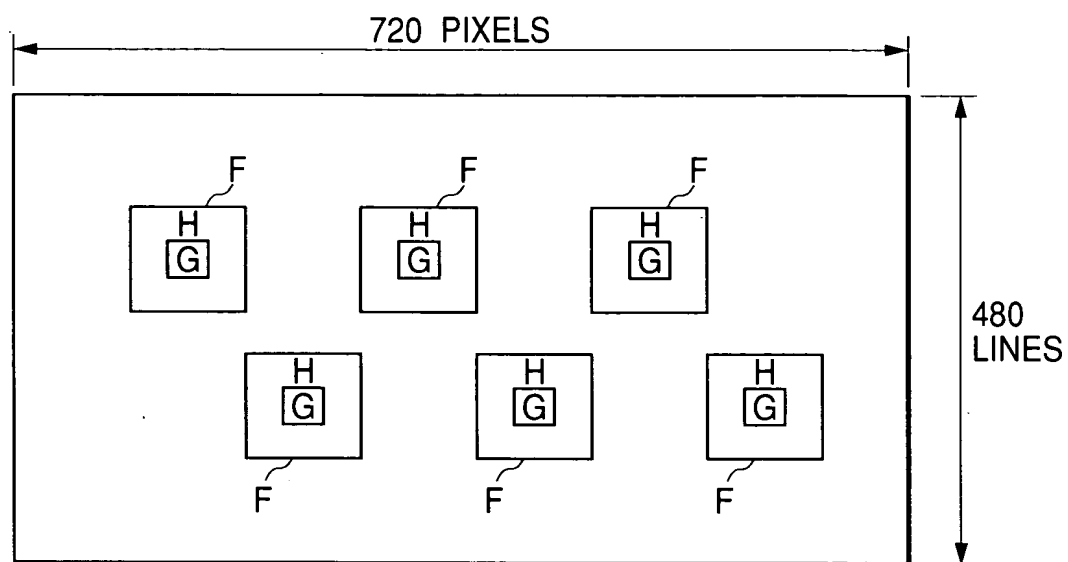 720 PIXELS
F F F
H H H
G G G
480
LINES
H H H
G G G
F F F